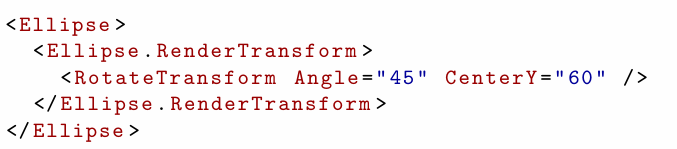 <Ellipse>
  <Ellipse.RenderTransform>
    <RotateTransform Angle="45" CenterY="60" />
  </Ellipse.RenderTransform>
</Ellipse>